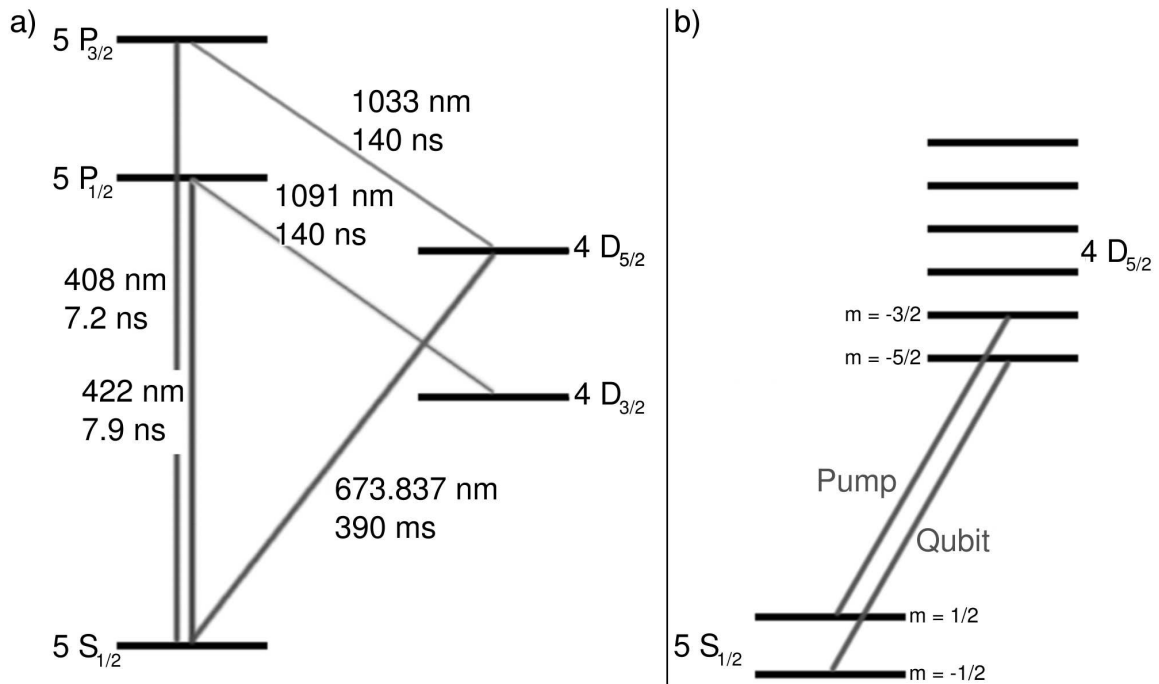 a)
5 P3/2
1033 nm
140 ns
5 P1/2
1091 nm
140 ns
4 D5/2
408 nm
7.2 ns
422 nm
7.9 ns
4 D3/2
673.837 nm
390 ms
5 S1/2
b)
4 D5/2
m = -3/2
m = -5/2
Pump
Qubit
m = 1/2
5 S1/2
m = -1/2